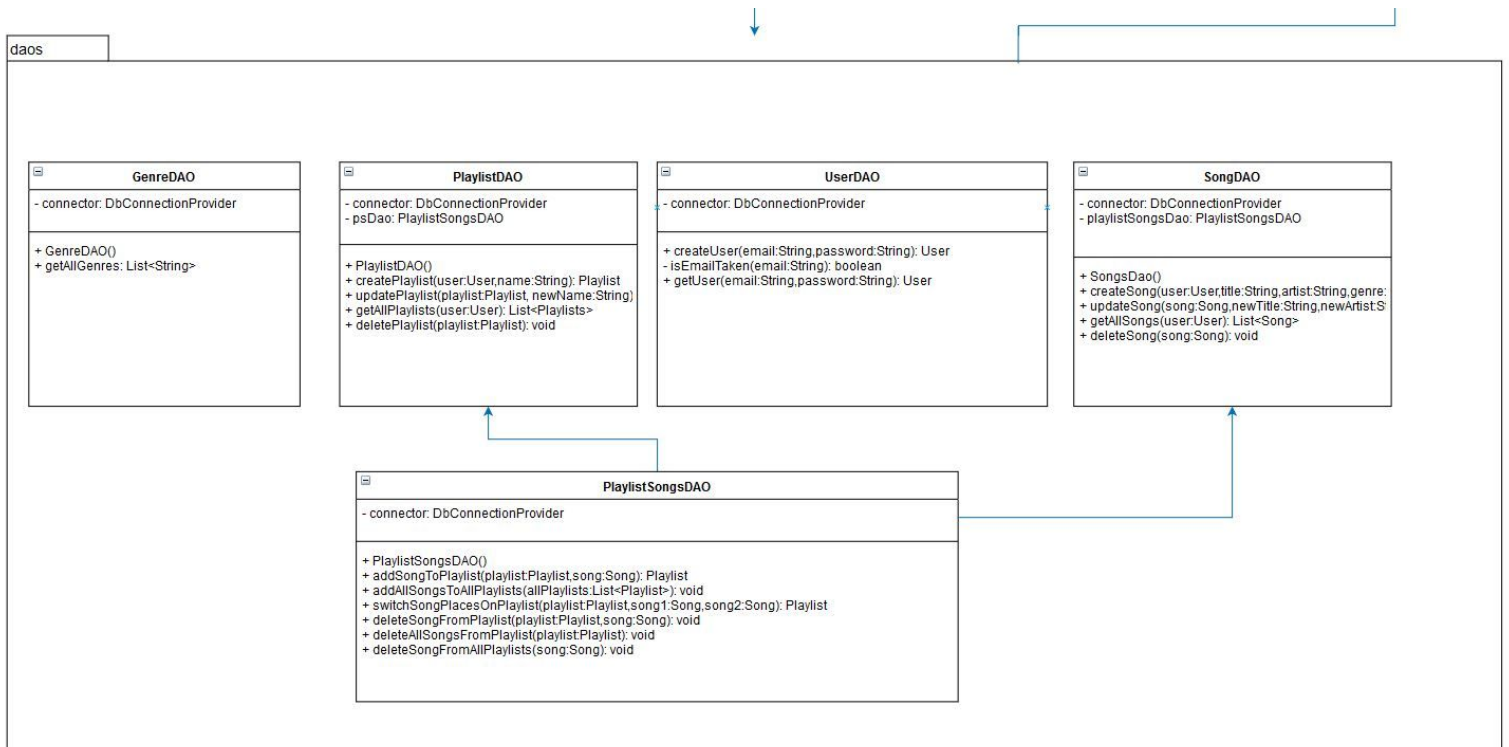 daos
GenreDAO
- connector: DbConnectionProvider
+ GenreDAO()
+ getAllGenres: List<String>
PlaylistDAO
- connector: DbConnectionProvider
- psDao: PlaylistSongsDAO
+ PlaylistDAO()
+ createPlaylist(user:User,name:String): Playlist
+ updatePlaylist(playlist:Playlist, newName:String)
+ getAllPlaylists(user:User): List<Playlists>
+ deletePlaylist(playlist:Playlist): void
UserDAO
- connector: DbConnectionProvider
+ createUser(email:String,password:String): User
- isEmailTaken(email:String): boolean
+ getUser(email:String,password:String): User
SongDAO
- connector: DbConnectionProvider
- playlistSongsDao: PlaylistSongsDAO
+ SongsDao()
+ createSong(user:User,title:String,artist:String,genre:
+ updateSong(song:Song,newTitle:String,newArtist:S
+ getAllSongs(user:User): List<Song>
+ deleteSong(song:Song): void
PlaylistSongsDAO
- connector: DbConnectionProvider
+ PlaylistSongsDAO()
+ addSongToPlaylist(playlist:Playlist,song:Song): Playlist
+ addAllSongsToAllPlaylists(allPlaylists:List<Playlist>): void
+ switchSongPlacesOnPlaylist(playlist:Playlist,song1:Song,song2:Song): Playlist
+ deleteSongFromPlaylist(playlist:Playlist,song:Song): void
+ deleteAllSongsFromPlaylist(playlist:Playlist): void
+ deleteSongFromAllPlaylists(song:Song): void